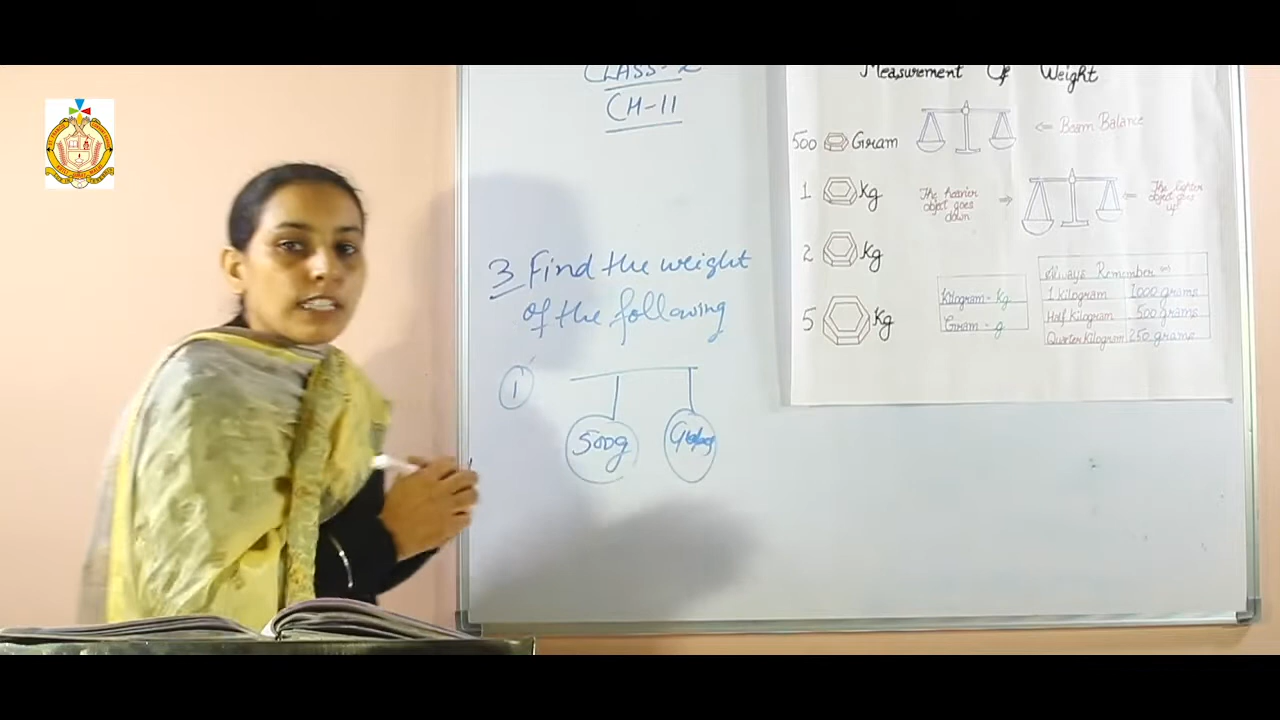 CLASS-2
CH-11
3 Find the weight
of the following
1
500g
Measurement Of Weight
500 Gram
⇐ Beam Balance
1 Kg
The heavier
object goes
down
⇒
⇐ The lighter
object goes
up
2 Kg
5 Kg
Kilogram - Kg
Gram - g
Always Remember
1 kilogram 1000 grams
Half kilogram 500 grams
Quarter kilogram 250 grams